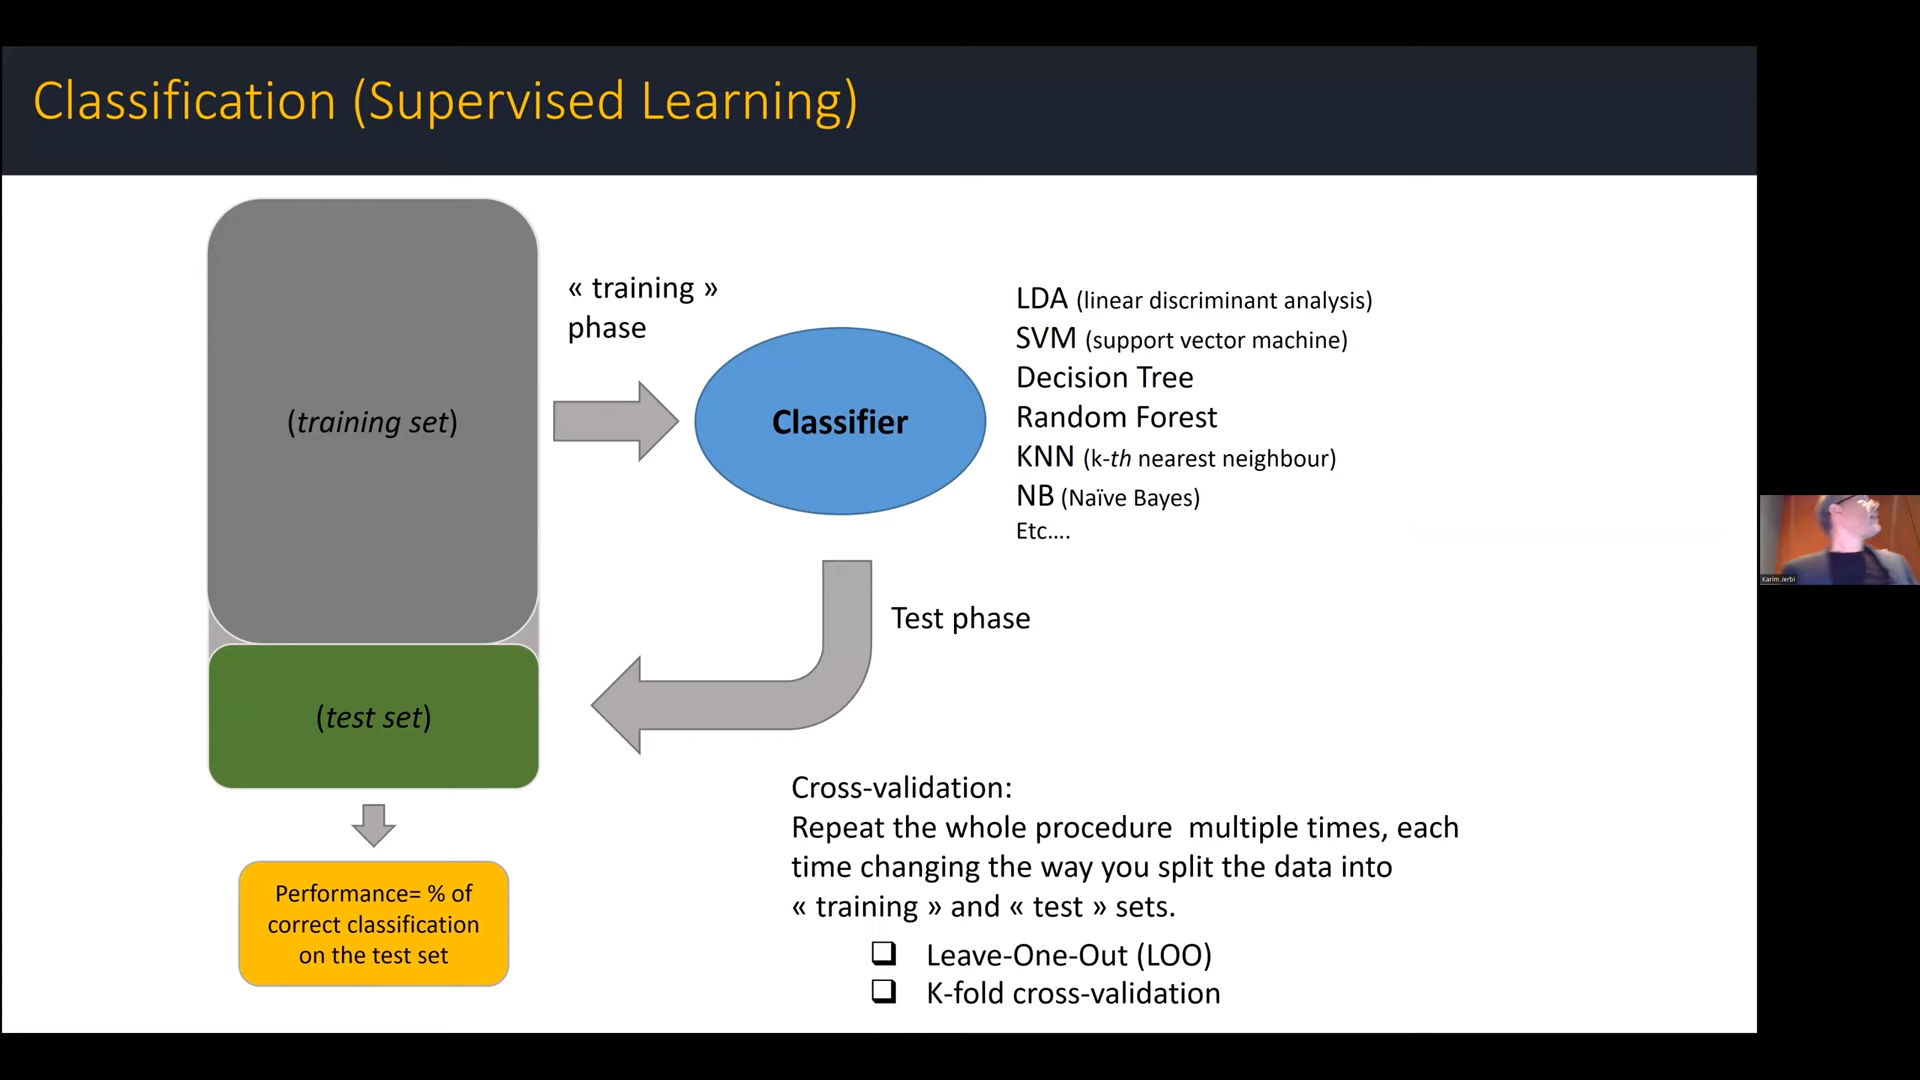 Classification (Supervised Learning)
(training set)
« training »
phase
Classifier
LDA (linear discriminant analysis)
SVM (support vector machine)
Decision Tree
Random Forest
KNN (k-th nearest neighbour)
NB (Naïve Bayes)
Etc....
Test phase
(test set)
Performance= % of
correct classification
on the test set
Cross-validation:
Repeat the whole procedure  multiple times, each
time changing the way you split the data into
« training » and « test » sets.
❑ Leave-One-Out (LOO)
❑ K-fold cross-validation
Karim Jerbi